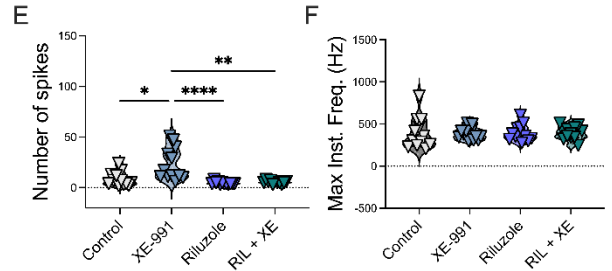 E
Number of spikes
150
100
50
0
*
****
**
Control
XE-991
Riluzole
RIL + XE
F
Max Inst. Freq. (Hz)
1500
1000
500
0
-500
Control
XE-991
Riluzole
RIL + XE